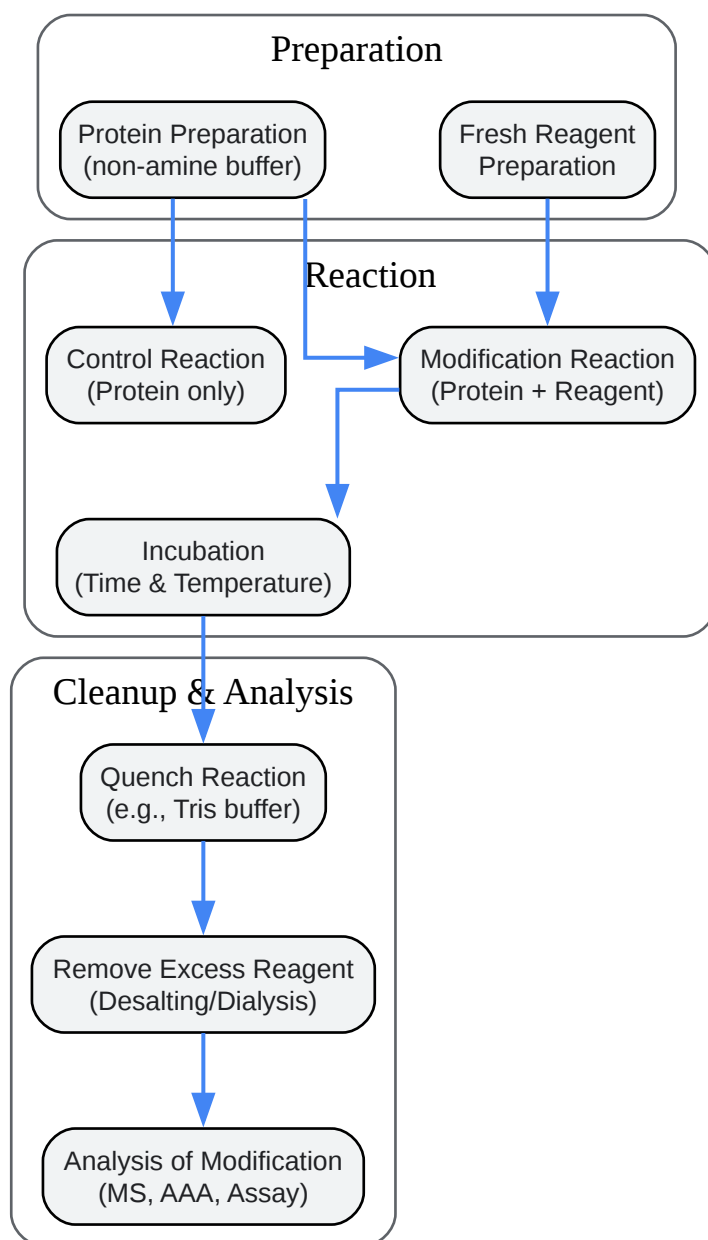 Preparation
Protein Preparation
(non-amine buffer)
Fresh Reagent
Preparation
Reaction
Control Reaction
(Protein only)
Modification Reaction
(Protein + Reagent)
Incubation
(Time & Temperature)
Cleanup & Analysis
Quench Reaction
(e.g., Tris buffer)
Remove Excess Reagent
(Desalting/Dialysis)
Analysis of Modification
(MS, AAA, Assay)